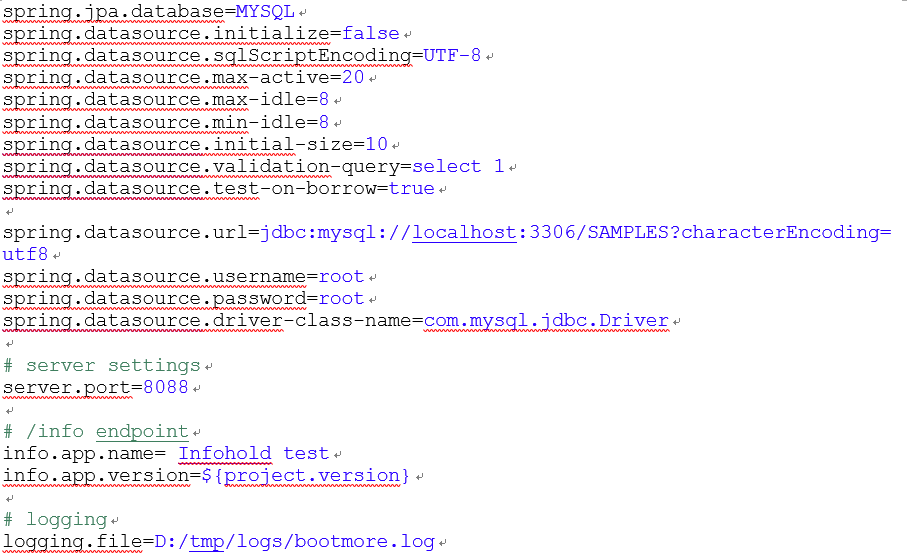 spring.jpa.database=MYSQL
spring.datasource.initialize=false
spring.datasource.sqlScriptEncoding=UTF-8
spring.datasource.max-active=20
spring.datasource.max-idle=8
spring.datasource.min-idle=8
spring.datasource.initial-size=10
spring.datasource.validation-query=select 1
spring.datasource.test-on-borrow=true
spring.datasource.url=jdbc:mysql://localhost:3306/SAMPLES?characterEncoding=
utf8
spring.datasource.username=root
spring.datasource.password=root
spring.datasource.driver-class-name=com.mysql.jdbc.Driver
# server settings
server.port=8088
# /info endpoint
info.app.name= Infohold test
info.app.version=${project.version}
# logging
logging.file=D:/tmp/logs/bootmore.log